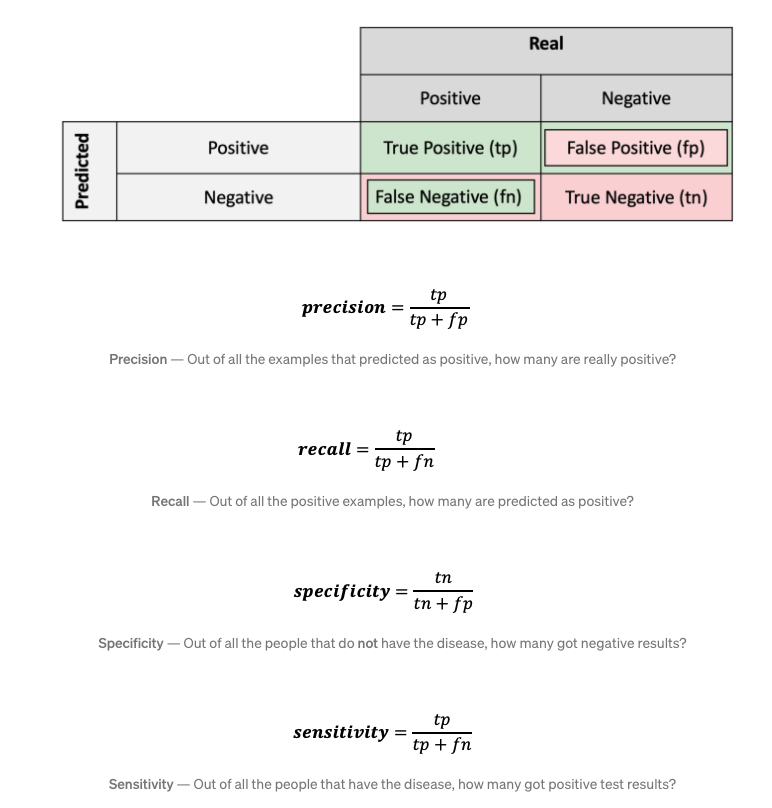 Real
Positive Negative
Predicted
Positive True Positive (tp) False Positive (fp)
Negative False Negative (fn) True Negative (tn)
precision = tp / tp + fp
Precision — Out of all the examples that predicted as positive, how many are really positive?
recall = tp / tp + fn
Recall — Out of all the positive examples, how many are predicted as positive?
specificity = tn / tn + fp
Specificity — Out of all the people that do not have the disease, how many got negative results?
sensitivity = tp / tp + fn
Sensitivity — Out of all the people that have the disease, how many got positive test results?